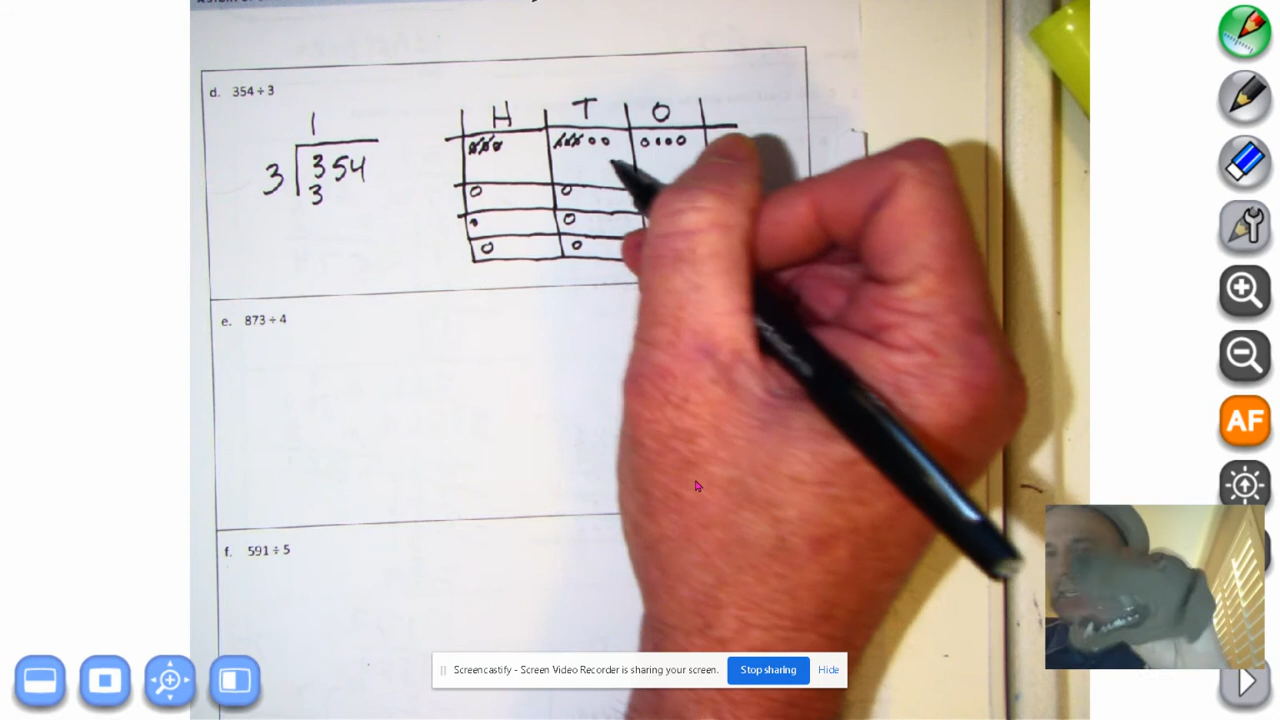 d. 354 ÷ 3
H T O
1
3 354
3
e. 873 ÷ 4
AF
f. 591 ÷ 5
Screencastify - Screen Video Recorder is sharing your screen. Stop sharing Hide